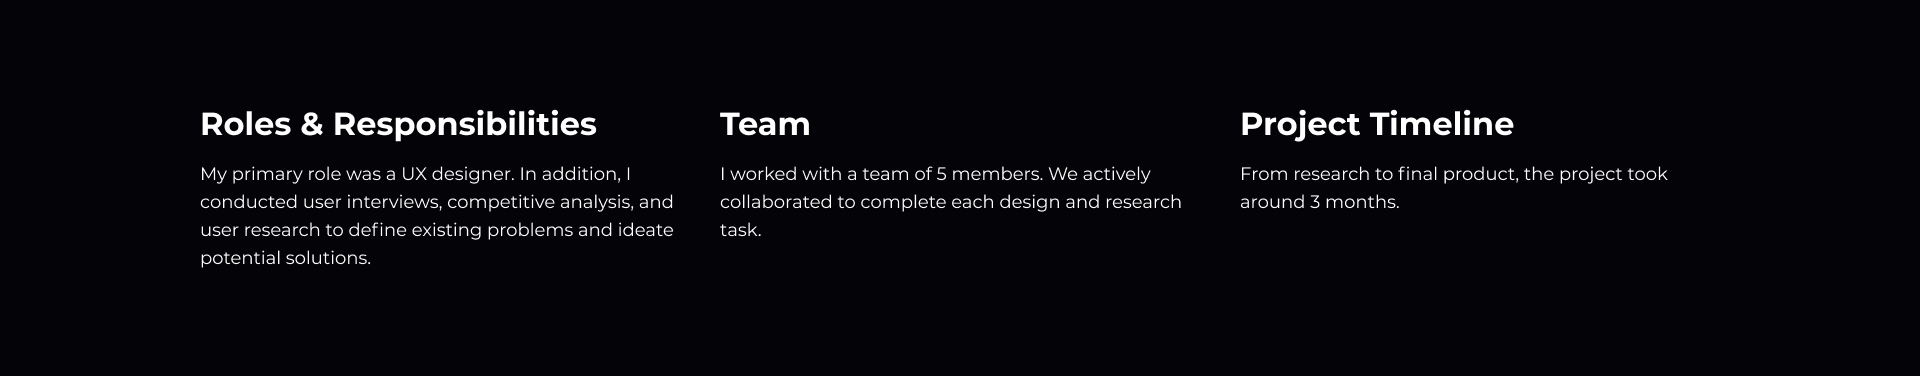 Roles & Responsibilities
My primary role was a UX designer. In addition, I
conducted user interviews, competitive analysis, and
user research to define existing problems and ideate
potential solutions.
Team
I worked with a team of 5 members. We actively
collaborated to complete each design and research
task.
Project Timeline
From research to final product, the project took
around 3 months.